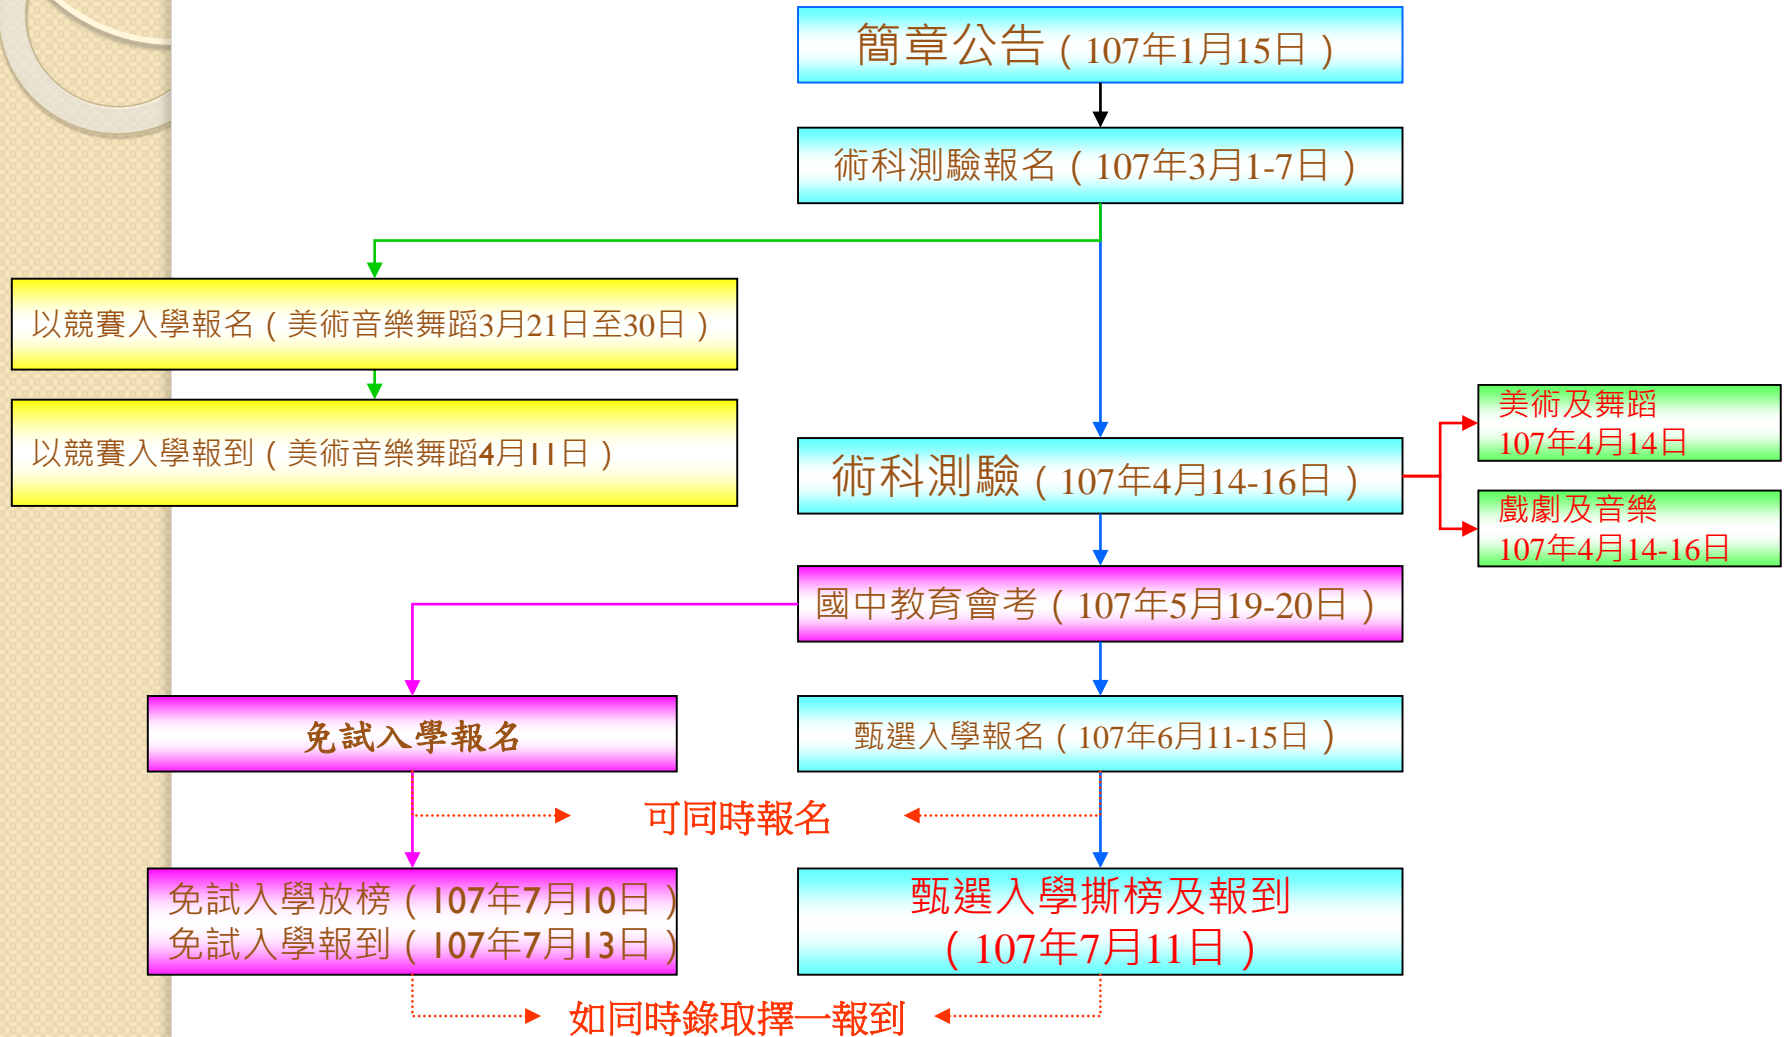 簡章公告（107年1月15日）
術科測驗報名（107年3月1-7日）
以競賽入學報名（美術音樂舞蹈3月21日至30日）
以競賽入學報到（美術音樂舞蹈4月11日）
美術及舞蹈
107年4月14日
術科測驗（107年4月14-16日）
戲劇及音樂
107年4月14-16日
國中教育會考（107年5月19-20日）
免試入學報名
甄選入學報名（107年6月11-15日）
可同時報名
免試入學放榜（107年7月10日）
免試入學報到（107年7月13日）
甄選入學撕榜及報到
（107年7月11日）
如同時錄取擇一報到